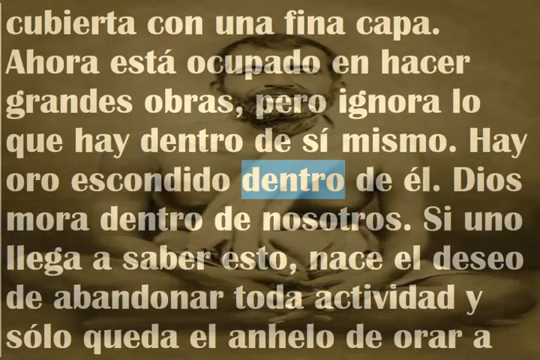 cubierta con una fina capa.
Ahora está ocupado en hacer
grandes obras, pero ignora lo
que hay dentro de sí mismo. Hay
oro escondido dentro de él. Dios
mora dentro de nosotros. Si uno
llega a saber esto, nace el deseo
de abandonar toda actividad y
sólo queda el anhelo de orar a